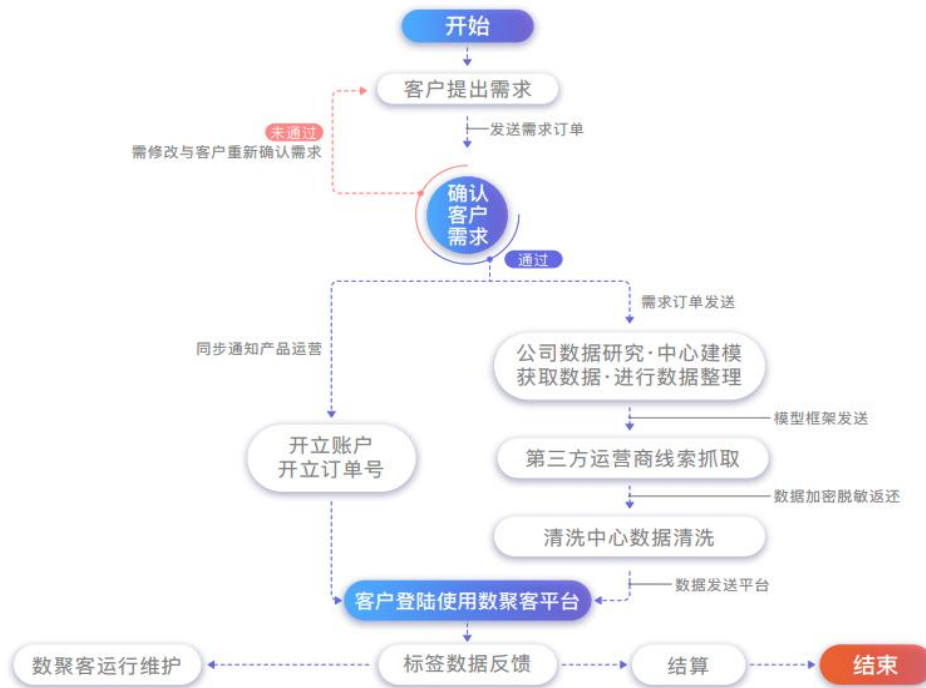 开始
客户提出需求
发送需求订单
未通过
需修改与客户重新确认需求
确认
客户
需求
通过
需求订单发送
同步通知产品运营
公司数据研究·中心建模
获取数据·进行数据整理
模型框架发送
开立账户
开立订单号
第三方运营商线索抓取
数据加密脱敏返还
清洗中心数据清洗
数据发送平台
客户登陆使用数聚客平台
数聚客运行维护
标签数据反馈
结算
结束